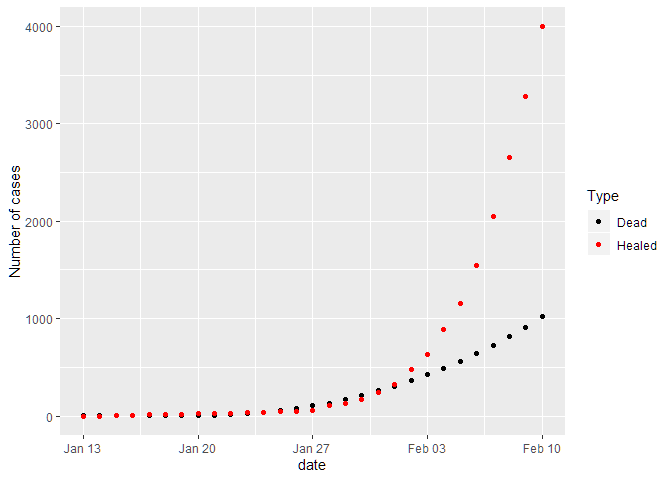 4000
3000
2000
1000
0
Number of cases
Jan 13
Jan 20
Jan 27
Feb 03
Feb 10
date
Type
Dead
Healed